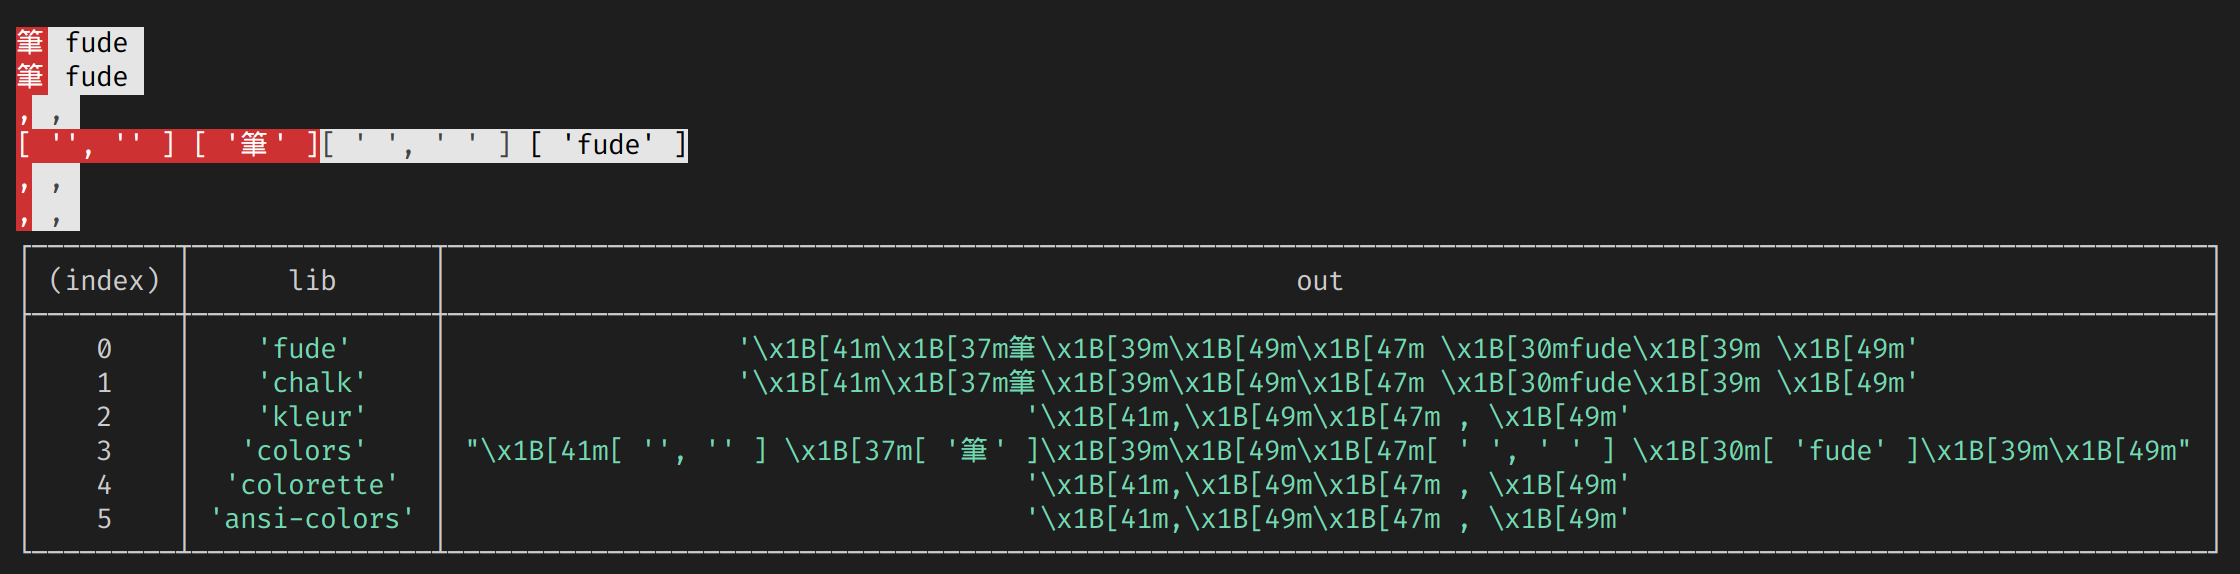 筆 fude
筆 fude
, ,
[ '', '' ] [ '筆' ][ ' ', ' ' ] [ 'fude' ]
, ,
, ,
(index) lib out
0 'fude' '\x1B[41m\x1B[37m筆\x1B[39m\x1B[49m\x1B[47m \x1B[30mfude\x1B[39m \x1B[49m'
1 'chalk' '\x1B[41m\x1B[37m筆\x1B[39m\x1B[49m\x1B[47m \x1B[30mfude\x1B[39m \x1B[49m'
2 'kleur' '\x1B[41m,\x1B[49m\x1B[47m , \x1B[49m'
3 'colors' "\x1B[41m[ '', '' ] \x1B[37m[ '筆' ]\x1B[39m\x1B[49m\x1B[47m[ ' ', ' ' ] \x1B[30m[ 'fude' ]\x1B[39m\x1B[49m"
4 'colorette' '\x1B[41m,\x1B[49m\x1B[47m , \x1B[49m'
5 'ansi-colors' '\x1B[41m,\x1B[49m\x1B[47m , \x1B[49m'